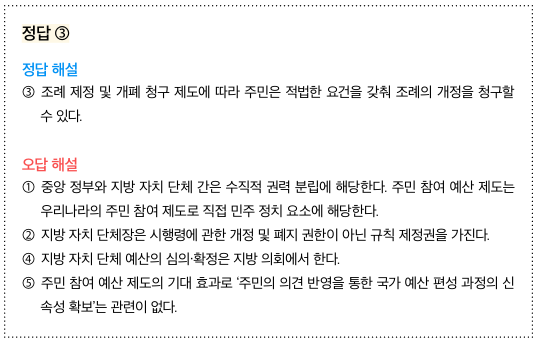 정답 ③
정답 해설
③ 조례 제정 및 개폐 청구 제도에 따라 주민은 적법한 요건을 갖춰 조례의 개정을 청구할
수 있다.
오답 해설
① 중앙 정부와 지방 자치 단체 간은 수직적 권력 분립에 해당한다. 주민 참여 예산 제도는
우리나라의 주민 참여 제도로 직접 민주 정치 요소에 해당한다.
② 지방 자치 단체장은 시행령에 관한 개정 및 폐지 권한이 아닌 규칙 제정권을 가진다.
④ 지방 자치 단체 예산의 심의·확정은 지방 의회에서 한다.
⑤ 주민 참여 예산 제도의 기대 효과로 ‘주민의 의견 반영을 통한 국가 예산 편성 과정의 신
속성 확보’는 관련이 없다.